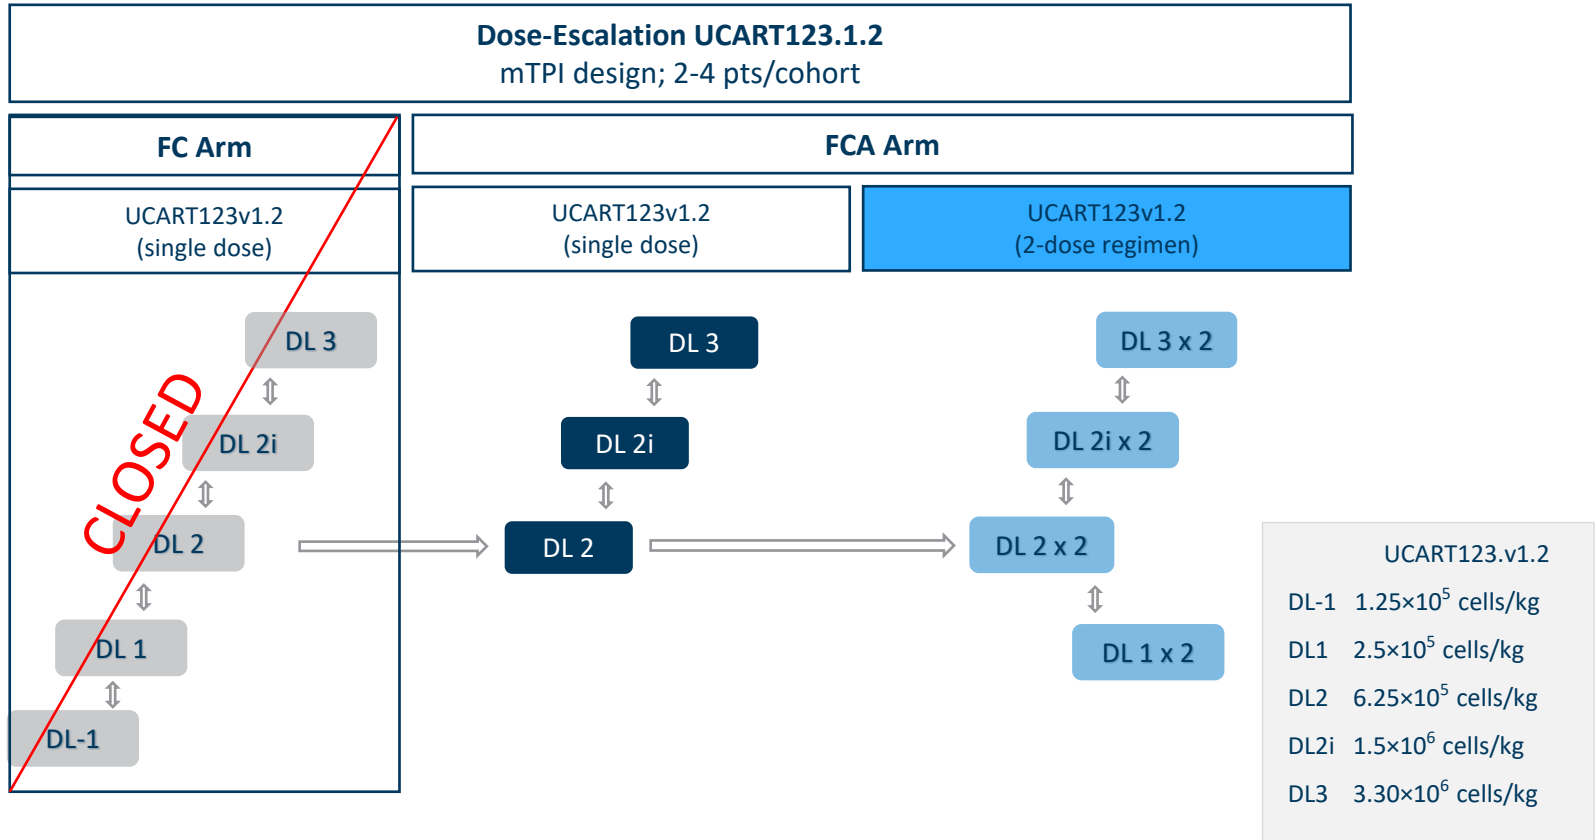 Dose-Escalation UCART123.1.2
mTPI design; 2-4 pts/cohort
FC Arm
FCA Arm
UCART123v1.2
(single dose)
UCART123v1.2
(single dose)
UCART123v1.2
(2-dose regimen)
CLOSED
DL 3
DL 2i
DL 2
DL 1
DL-1
DL 3
DL 2i
DL 2
DL 3 x 2
DL 2i x 2
DL 2 x 2
DL 1 x 2
UCART123.v1.2
DL-1 1.25×10⁵ cells/kg
DL1 2.5×10⁵ cells/kg
DL2 6.25×10⁵ cells/kg
DL2i 1.5×10⁶ cells/kg
DL3 3.30×10⁶ cells/kg